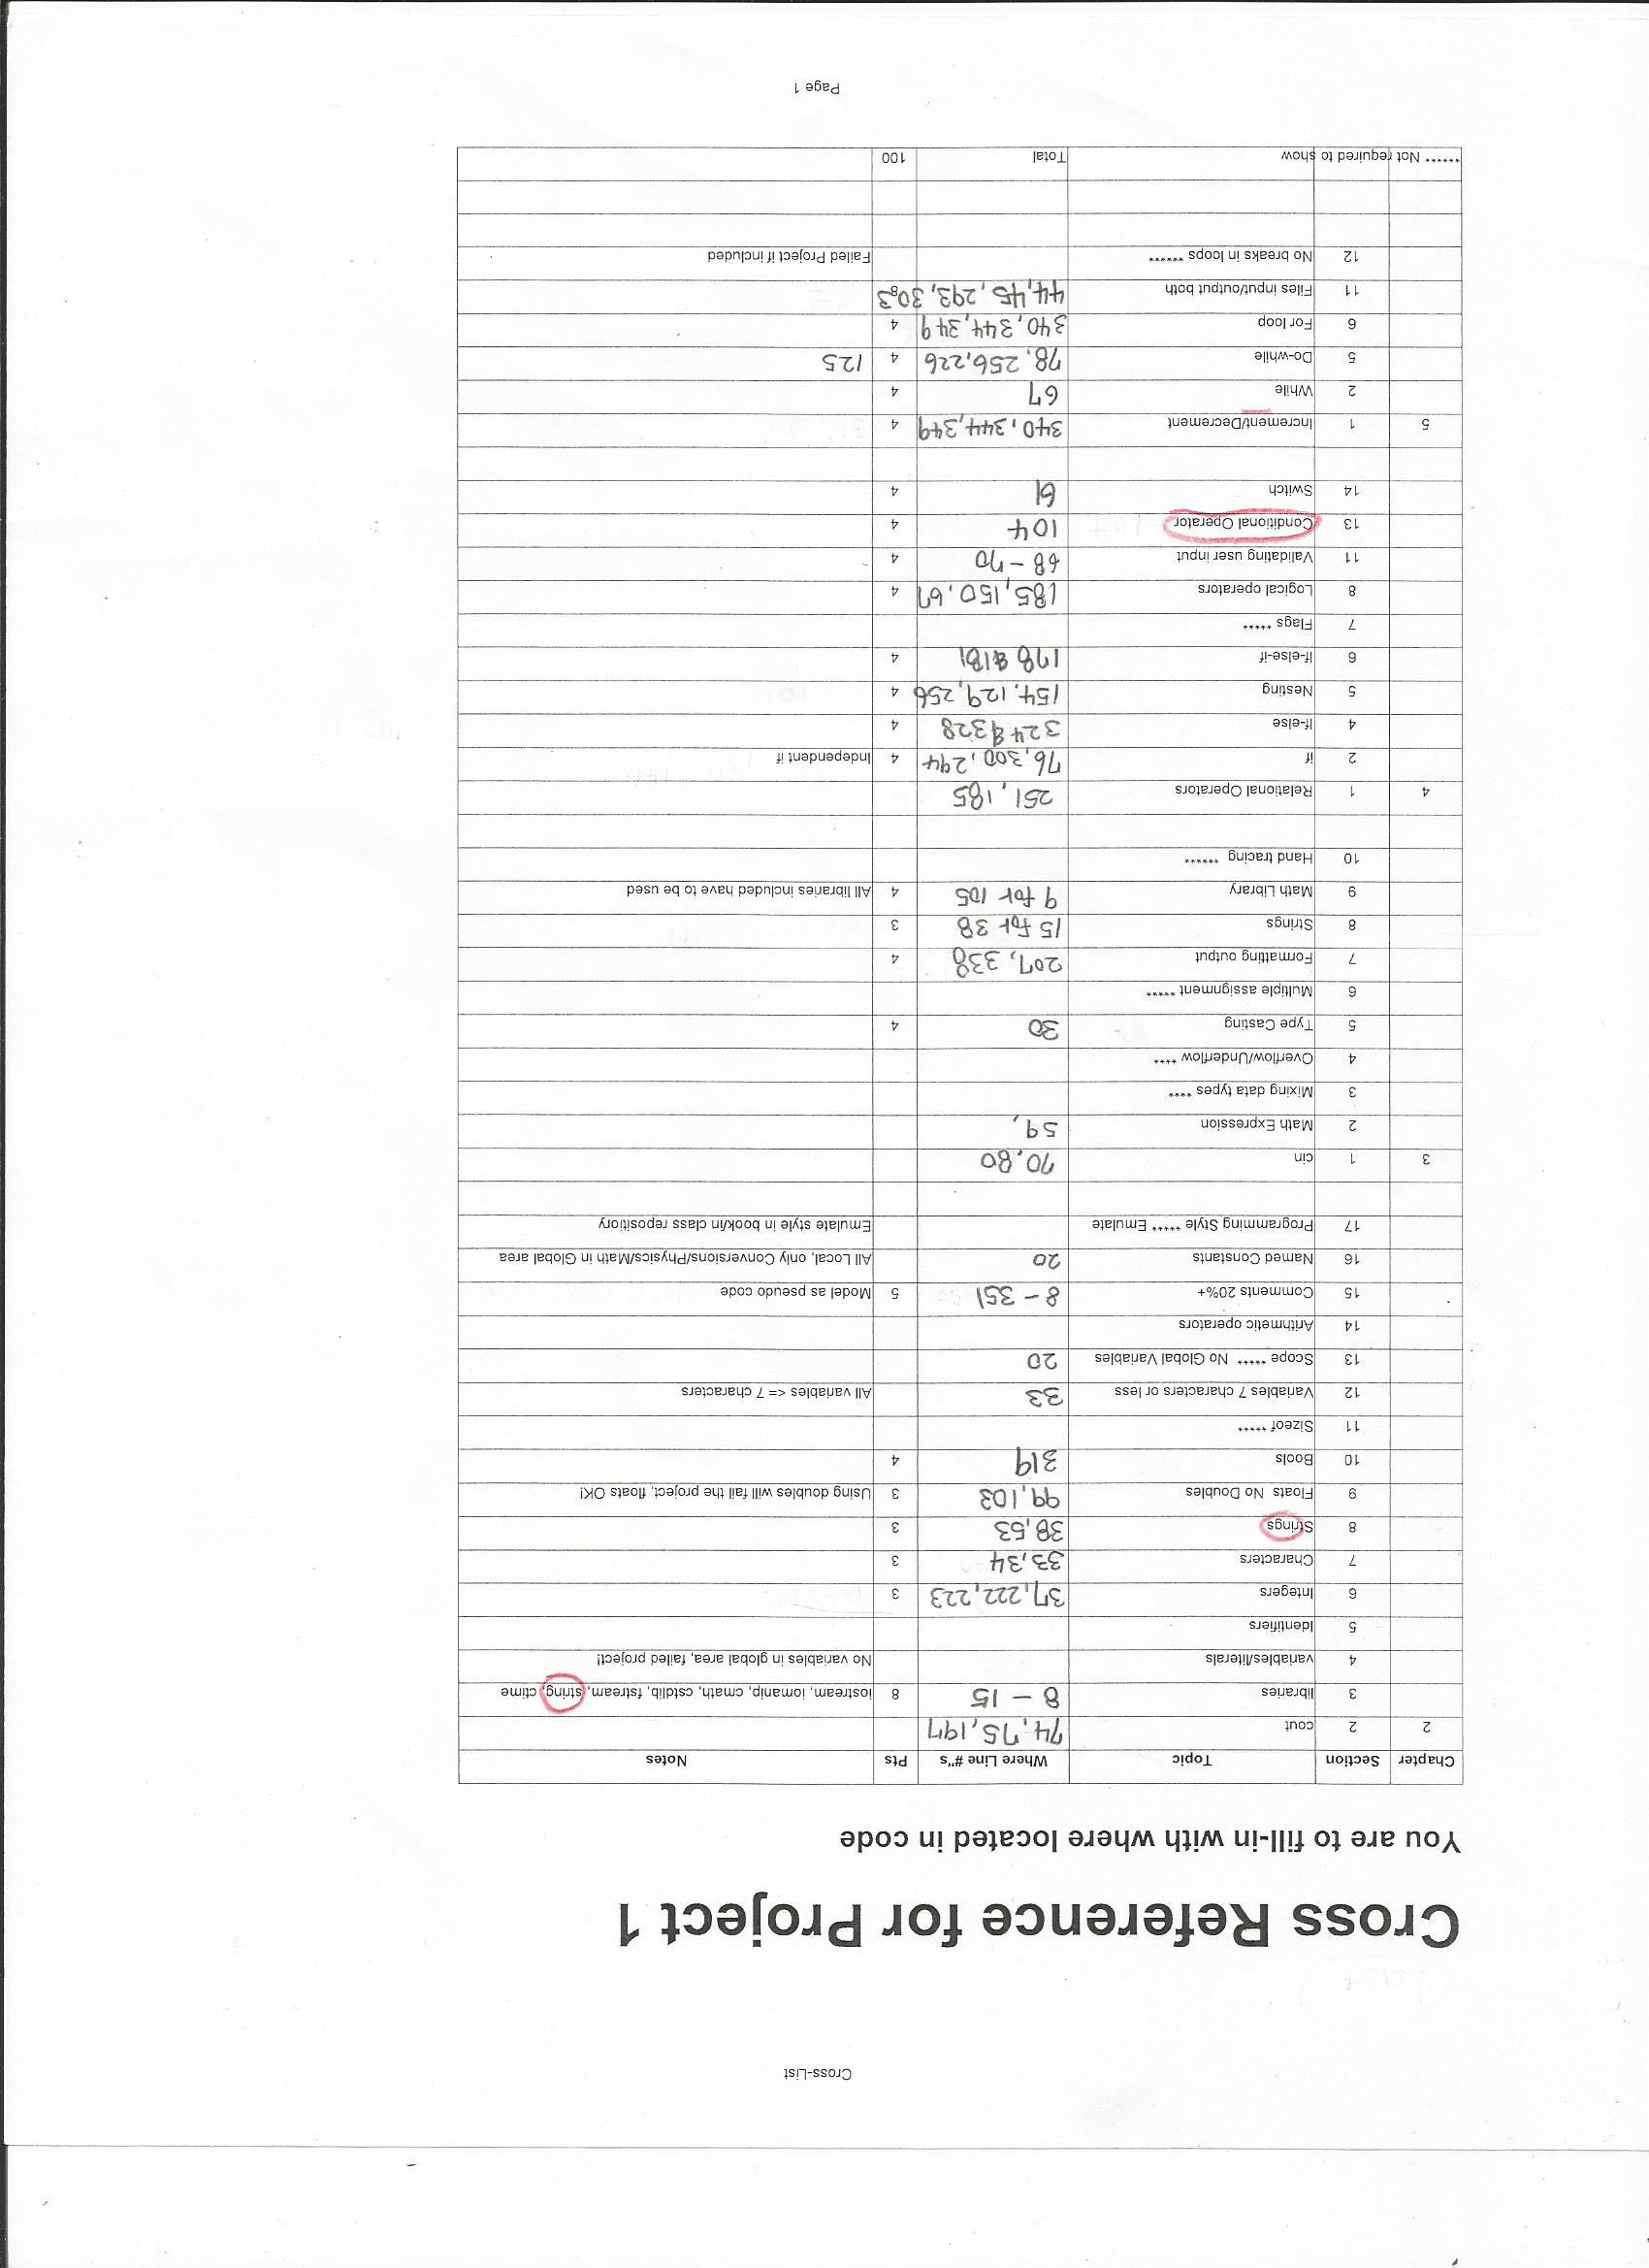 Cross-List
Cross Reference for Project 1
You are to fill-in with where located in code
Chapter Section Topic Where Line #"s Pts Notes
2 2 cout 74,75,197
3 libraries 8 - 15 8 iostream, iomanip, cmath, cstdlib, fstream, string, ctime
4 variables/literals No variables in global area, failed project!
5 Identifiers
6 Integers 37,222,223 3
7 Characters 33,34 3
8 Strings 38,53 3
9 Floats No Doubles 99,103 3 Using doubles will fail the project, floats OK!
10 Bools 319 4
11 Sizeof *****
12 Variables 7 characters or less 33 All variables <= 7 characters
13 Scope ***** No Global Variables 20
14 Arithmetic operators
15 Comments 20%+ 8 - 351 5 Model as pseudo code
16 Named Constants 20 All Local, only Conversions/Physics/Math in Global area
17 Programming Style ***** Emulate Emulate style in book/in class repositiory
3 1 cin 70,80
2 Math Expression 59,
3 Mixing data types ****
4 Overflow/Underflow ****
5 Type Casting 30 4
6 Multiple assignment *****
7 Formatting output 207, 338 4
8 Strings 15 for 38 3
9 Math Library 9 for 105 4 All libraries included have to be used
10 Hand tracing ******
4 1 Relational Operators 251,185
2 if 76,300,294 4 Independent if
4 If-else 324 & 328 4
5 Nesting 154,129,256 4
6 If-else-if 178 & 181 4
7 Flags *****
8 Logical operators 185,150,67 4
11 Validating user input 68 - 70 4
13 Conditional Operator 104 4
14 Switch 61 4
5 1 Increment/Decrement 340,344,349 4
2 While 67 4
5 Do-while 78,256,226 4 125
6 For loop 340,344,349 4
11 Files input/output both 44,45,293,303 8
12 No breaks in loops ****** Failed Project if included
****** Not required to show Total 100
Page 1